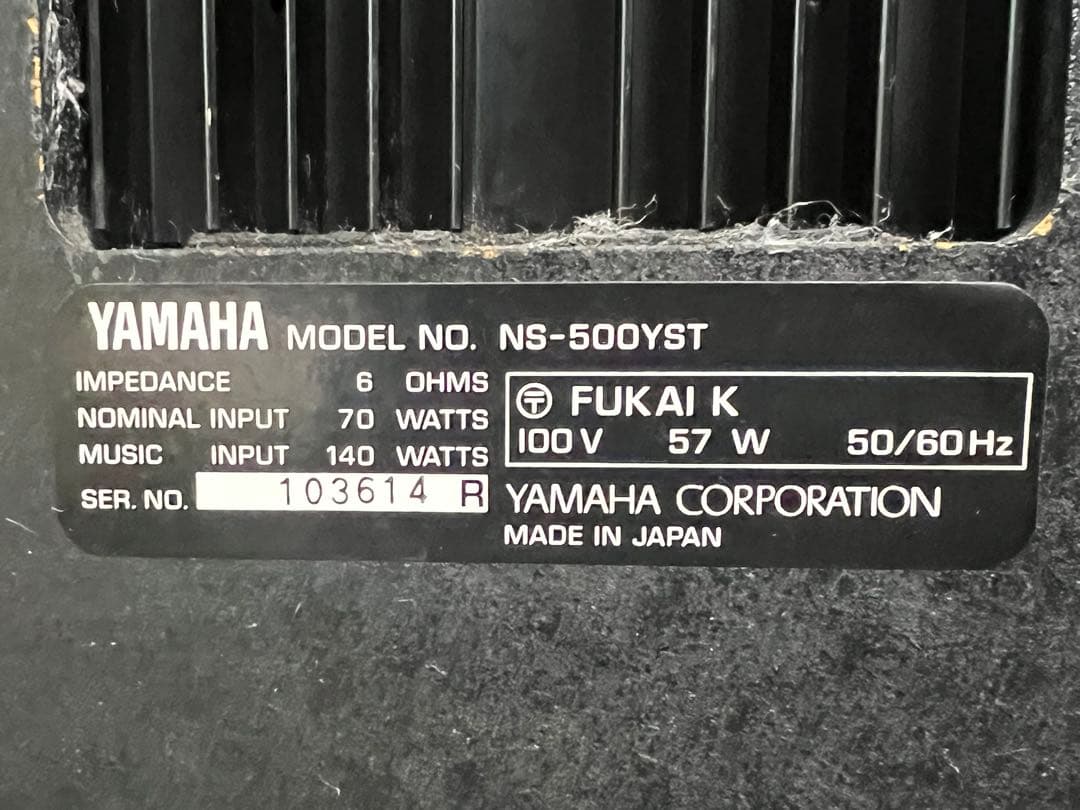 YAMAHA MODEL NO. NS-500YST
IMPEDANCE 6 OHMS
NOMINAL INPUT 70 WATTS
MUSIC INPUT 140 WATTS
SER. NO. 103614 R
〶 FUKAI K
100V 57 W 50/60Hz
YAMAHA CORPORATION
MADE IN JAPAN